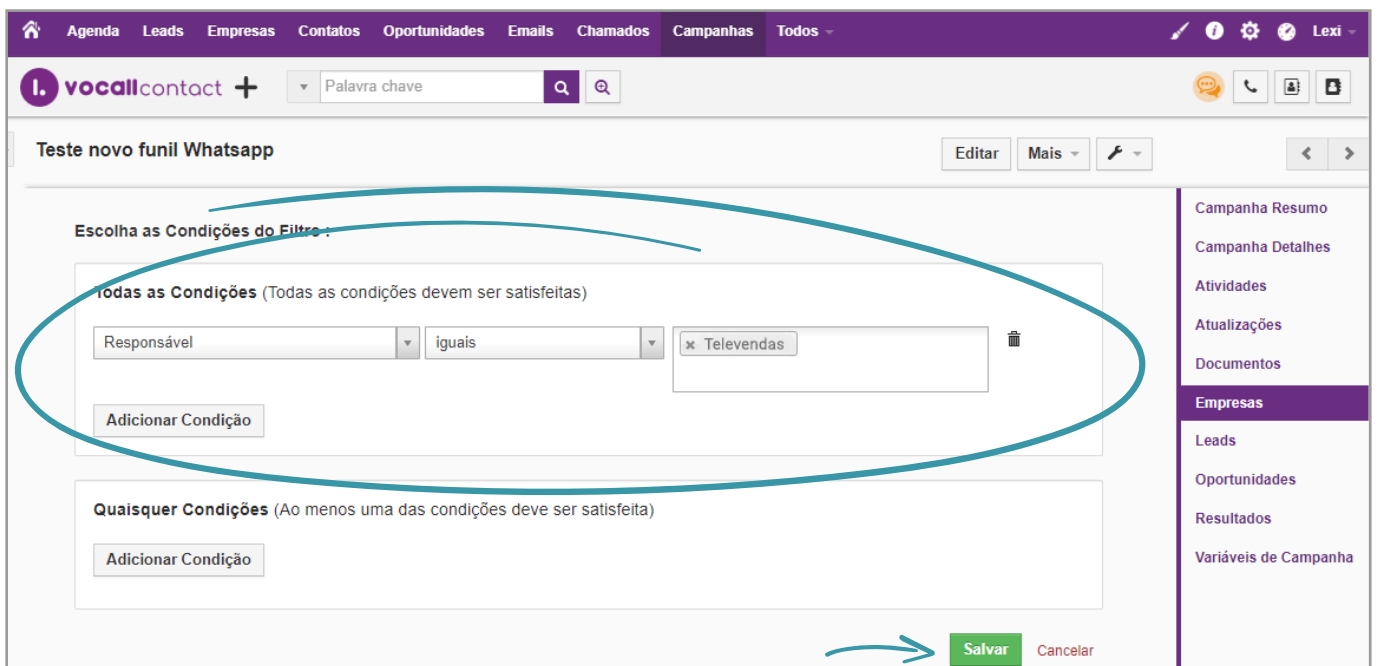 Agenda Leads Empresas Contatos Oportunidades Emails Chamados Campanhas Todos Lexi
l. vocallcontact + Palavra chave
Teste novo funil Whatsapp Editar Mais
Escolha as Condições do Filtro :
Todas as Condições (Todas as condições devem ser satisfeitas)
Responsável iguais × Televendas
Adicionar Condição
Quaisquer Condições (Ao menos uma das condições deve ser satisfeita)
Adicionar Condição
Salvar Cancelar
Campanha Resumo
Campanha Detalhes
Atividades
Atualizações
Documentos
Empresas
Leads
Oportunidades
Resultados
Variáveis de Campanha